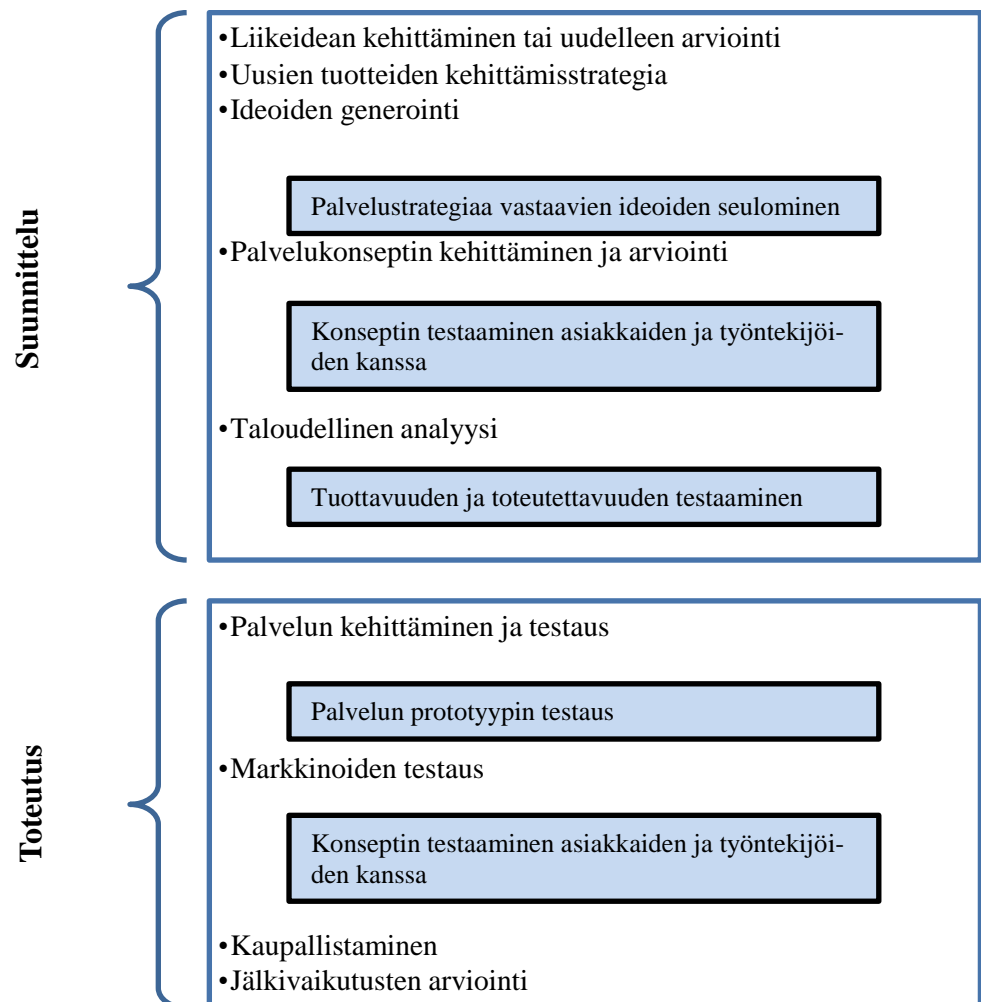 Suunnittelu
•Liikeidean kehittäminen tai uudelleen arviointi
•Uusien tuotteiden kehittämisstrategia
•Ideoiden generointi
Palvelustrategiaa vastaavien ideoiden seulominen
•Palvelukonseptin kehittäminen ja arviointi
Konseptin testaaminen asiakkaiden ja työntekijöi-
den kanssa
•Taloudellinen analyysi
Tuottavuuden ja toteutettavuuden testaaminen
Toteutus
•Palvelun kehittäminen ja testaus
Palvelun prototyypin testaus
•Markkinoiden testaus
Konseptin testaaminen asiakkaiden ja työntekijöi-
den kanssa
•Kaupallistaminen
•Jälkivaikutusten arviointi